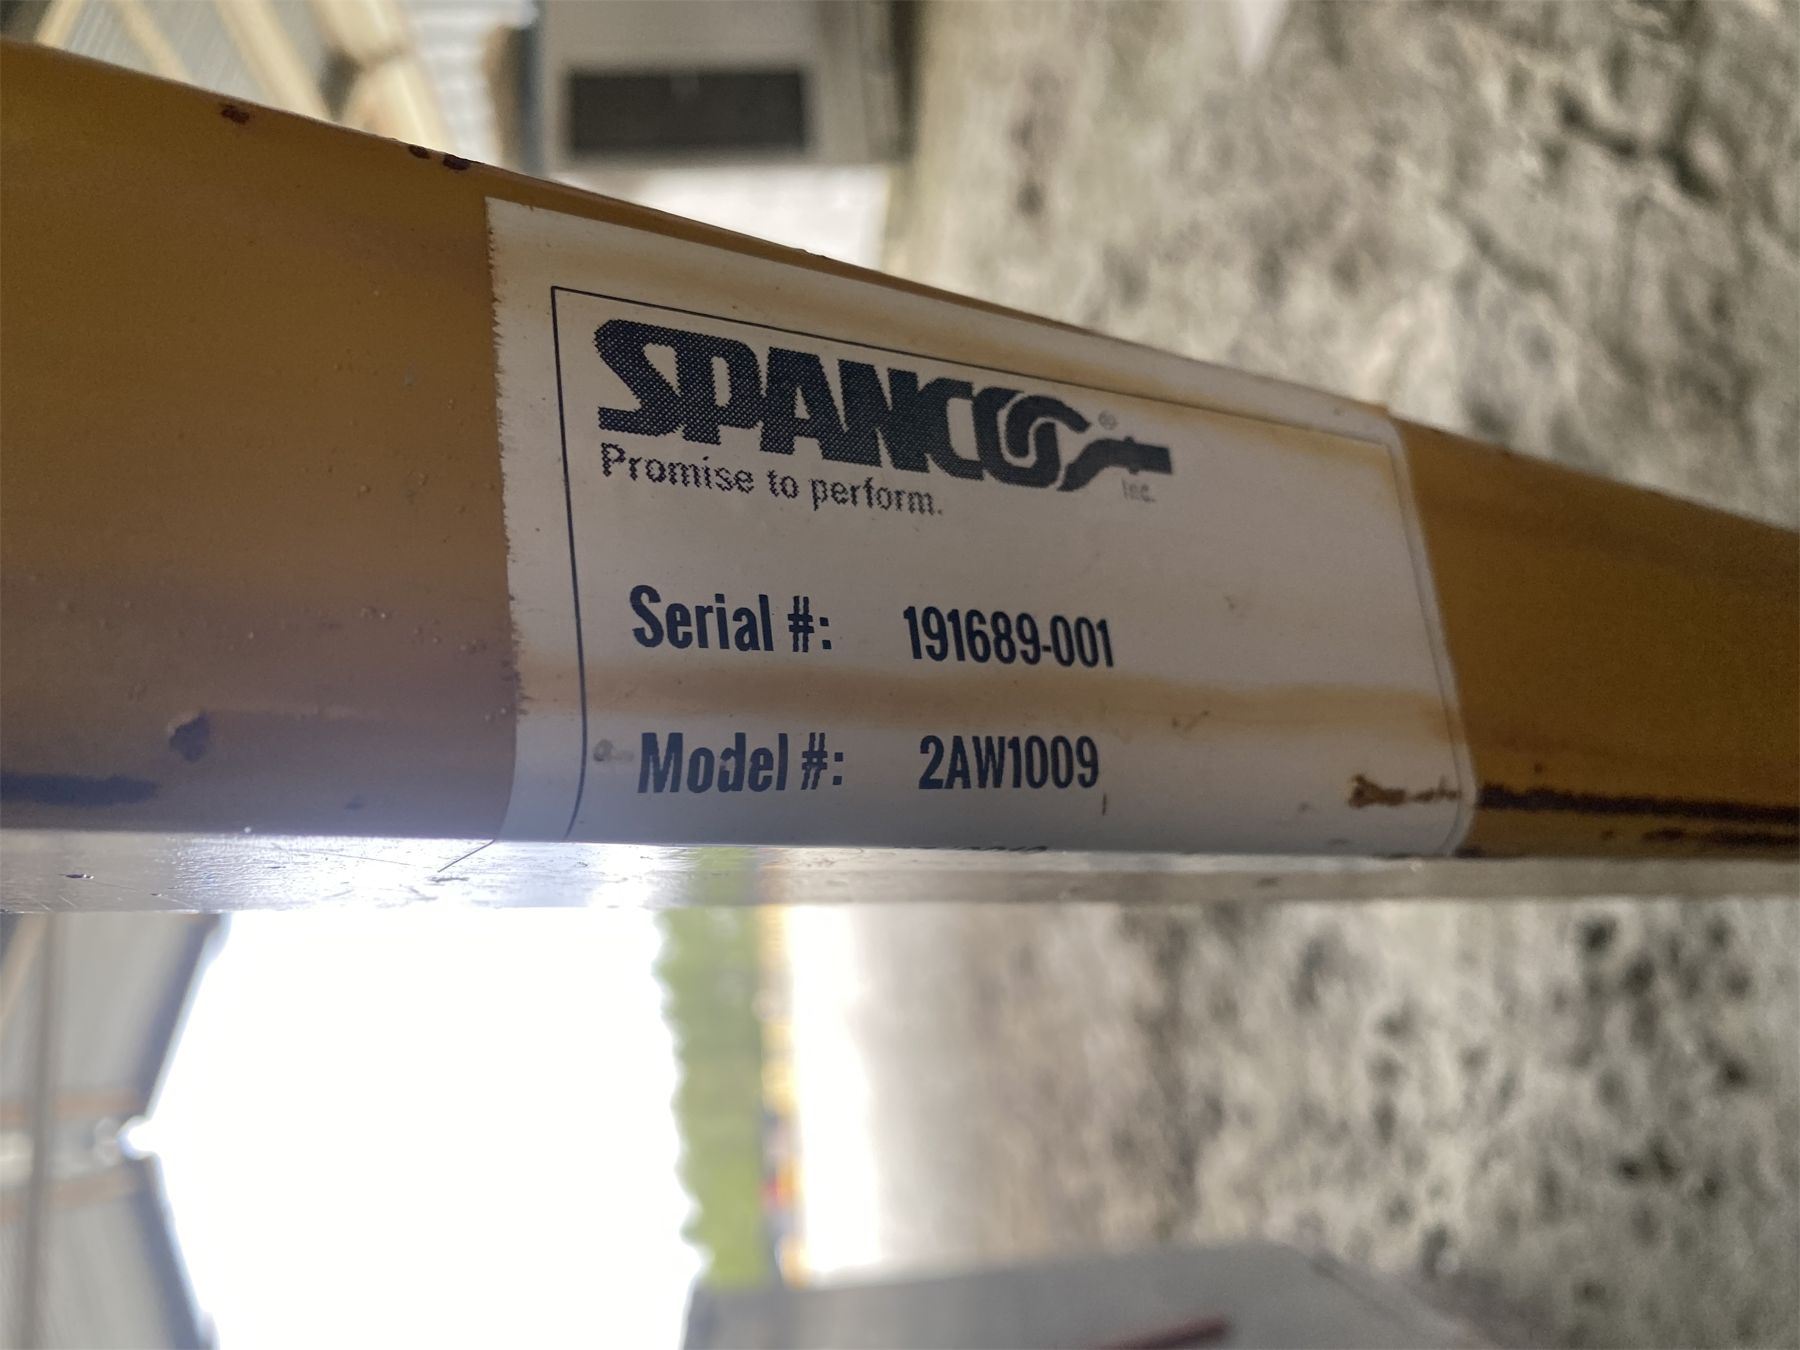 SPANCO®
Inc.
Promise to perform.
Serial #: 191689-001
Model #: 2AW1009